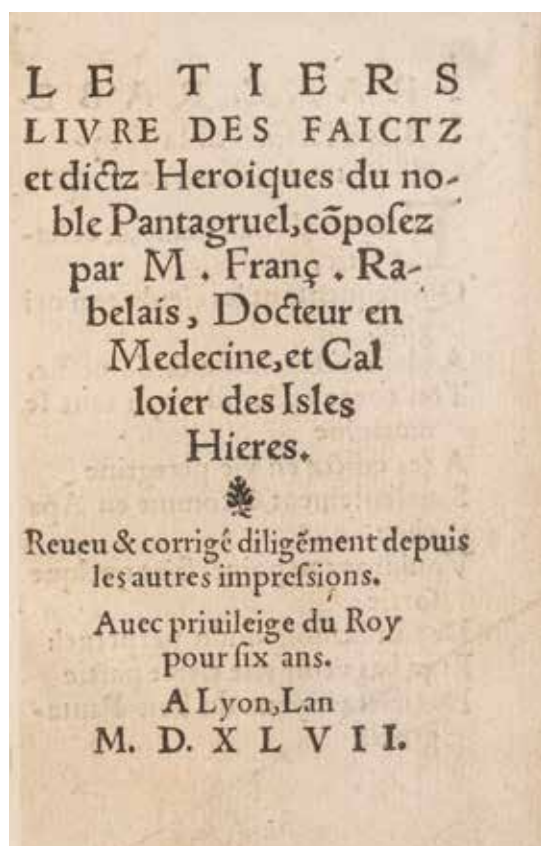 LE TIERS
LIVRE DES FAICTZ
et dictz Heroiques du no-
ble Pantagruel, cõpoſez
par M. Franç. Ra-
belais, Docteur en
Medecine, et Cal
loier des Isles
Hieres.
Reueu & corrigé diligẽment depuis
les autres impreſsions.
Auec priuileige du Roy
pour ſix ans.
A Lyon, Lan
M. D. XLVII.